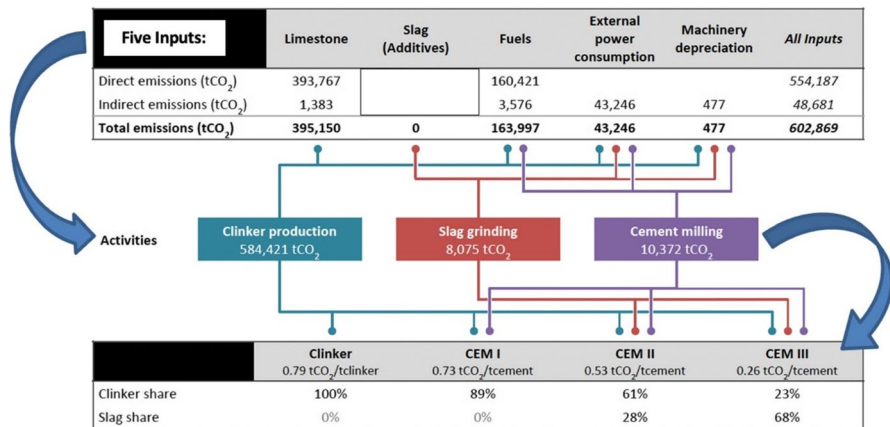 Five Inputs:
Limestone
Slag
(Additives)
Fuels
External
power
consumption
Machinery
depreciation
All Inputs
Direct emissions (tCO₂) 393,767 160,421 554,187
Indirect emissions (tCO₂) 1,383 3,576 43,246 477 48,681
Total emissions (tCO₂) 395,150 0 163,997 43,246 477 602,869
Activities
Clinker production
584,421 tCO₂
Slag grinding
8,075 tCO₂
Cement milling
10,372 tCO₂
Clinker CEM I CEM II CEM III
0.79 tCO₂/tclinker 0.73 tCO₂/tcement 0.53 tCO₂/tcement 0.26 tCO₂/tcement
Clinker share 100% 89% 61% 23%
Slag share 0% 0% 28% 68%